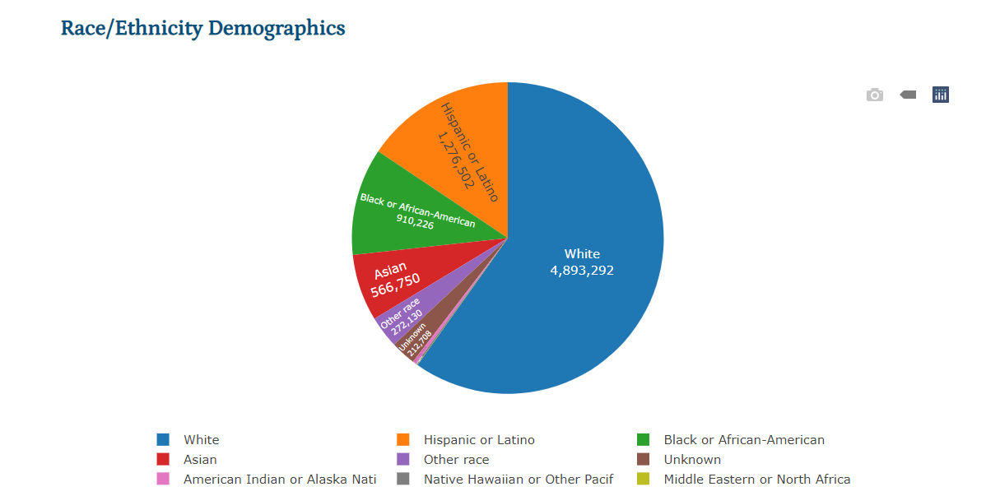 Race/Ethnicity Demographics
Hispanic or Latino
1,276,502
Black or African-American
910,226
White
4,893,292
Asian
566,750
Other race
272,130
Unknown
212,708
White
Hispanic or Latino
Black or African-American
Asian
Other race
Unknown
American Indian or Alaska Nati
Native Hawaiian or Other Pacif
Middle Eastern or North Africa